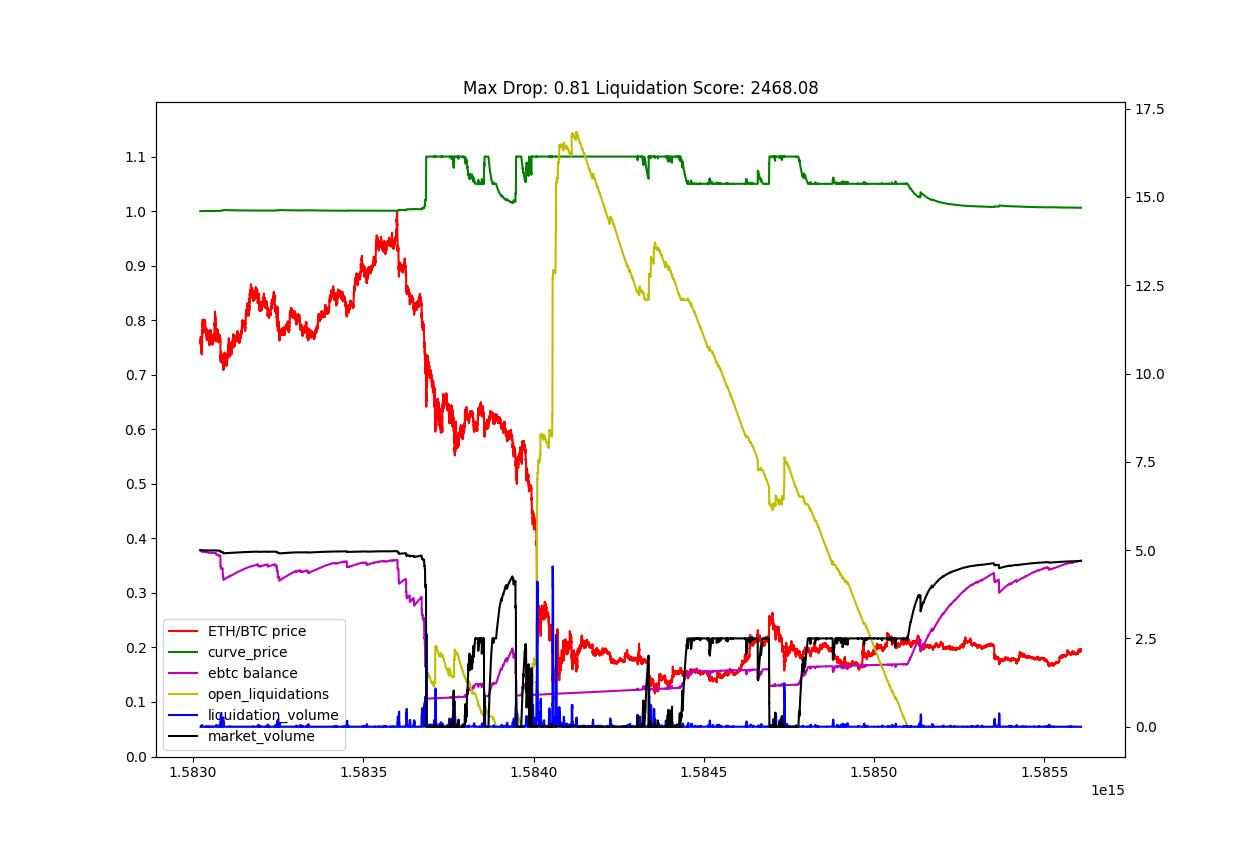 Max Drop: 0.81 Liquidation Score: 2468.08
17.5
1.1
15.0
1.0
0.9
12.5
0.8
0.7
10.0
0.6
7.5
0.5
0.4
5.0
0.3
ETH/BTC price
curve_price
ebtc balance
open_liquidations
liquidation_volume
market_volume
2.5
0.2
0.1
0.0
0.0
1.5830 1.5835 1.5840 1.5845 1.5850 1.5855
1e15